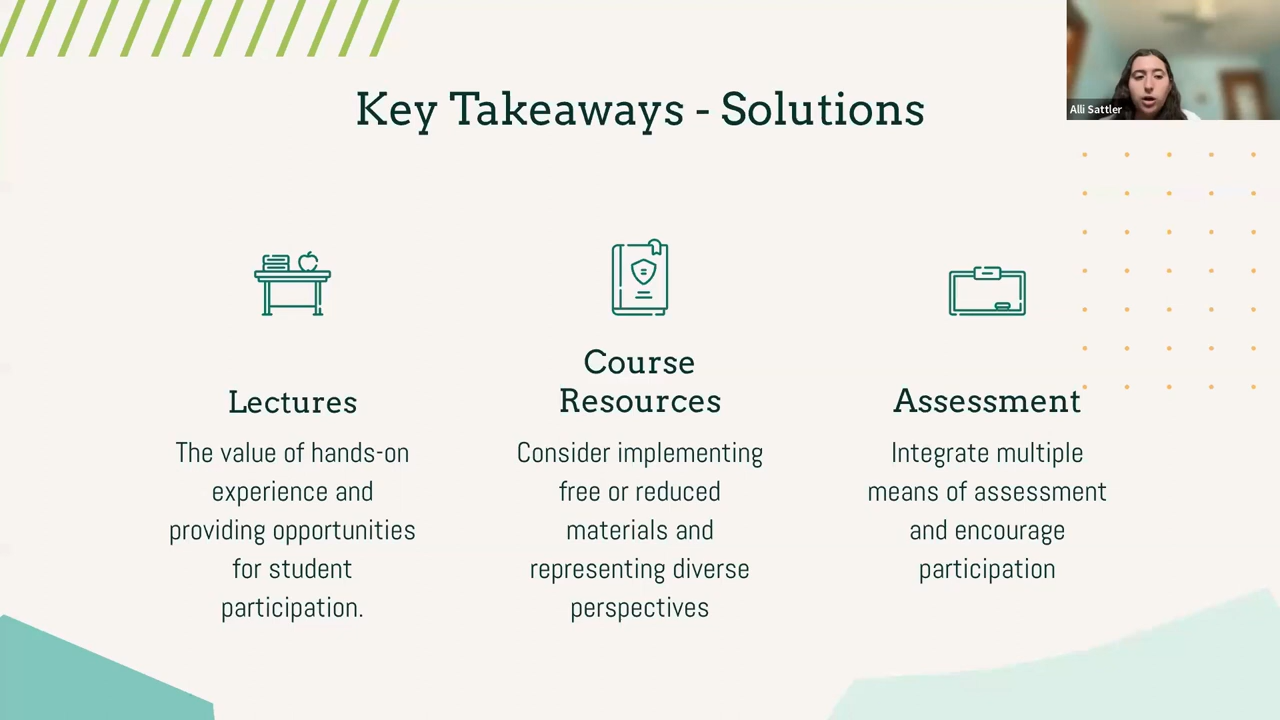 Key Takeaways - Solutions
Alli Sattler
Lectures
The value of hands-on
experience and
providing opportunities
for student
participation.
Course
Resources
Consider implementing
free or reduced
materials and
representing diverse
perspectives
Assessment
Integrate multiple
means of assessment
and encourage
participation